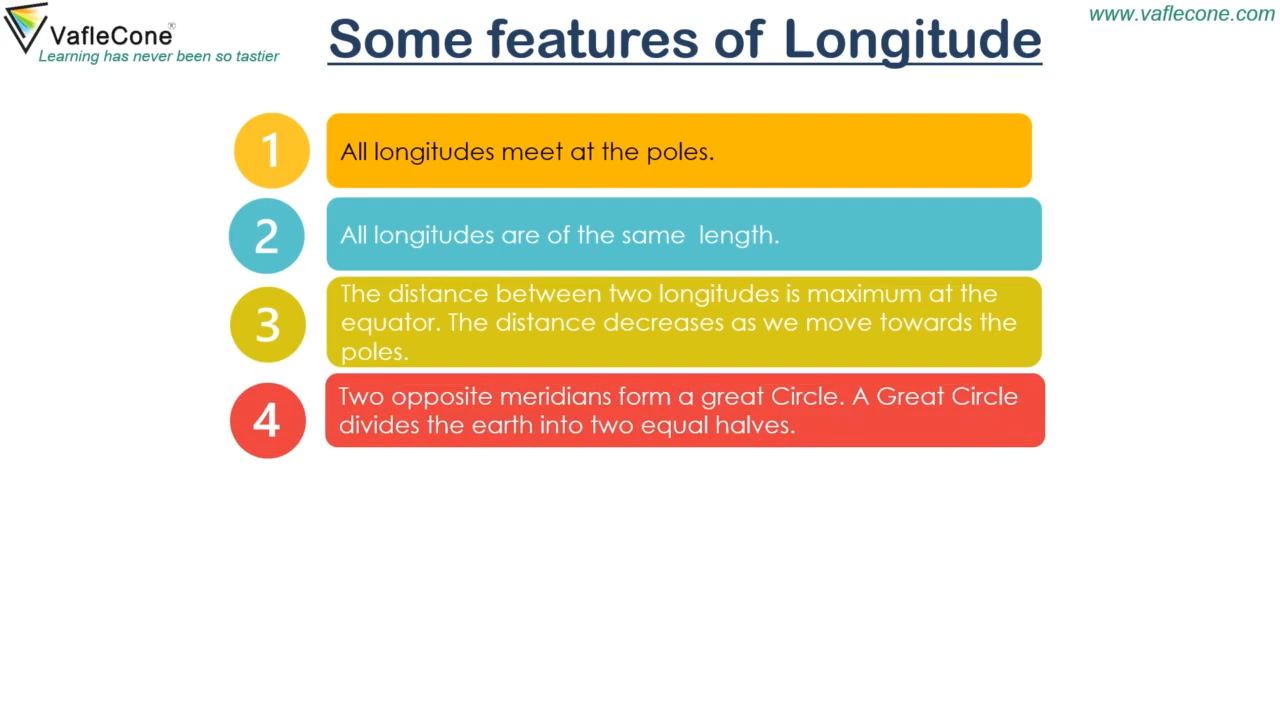 VafleCone®
Learning has never been so tastier
Some features of Longitude
www.vaflecone.com
1
All longitudes meet at the poles.
2
All longitudes are of the same  length.
3
The distance between two longitudes is maximum at the
equator. The distance decreases as we move towards the
poles.
4
Two opposite meridians form a great Circle. A Great Circle
divides the earth into two equal halves.